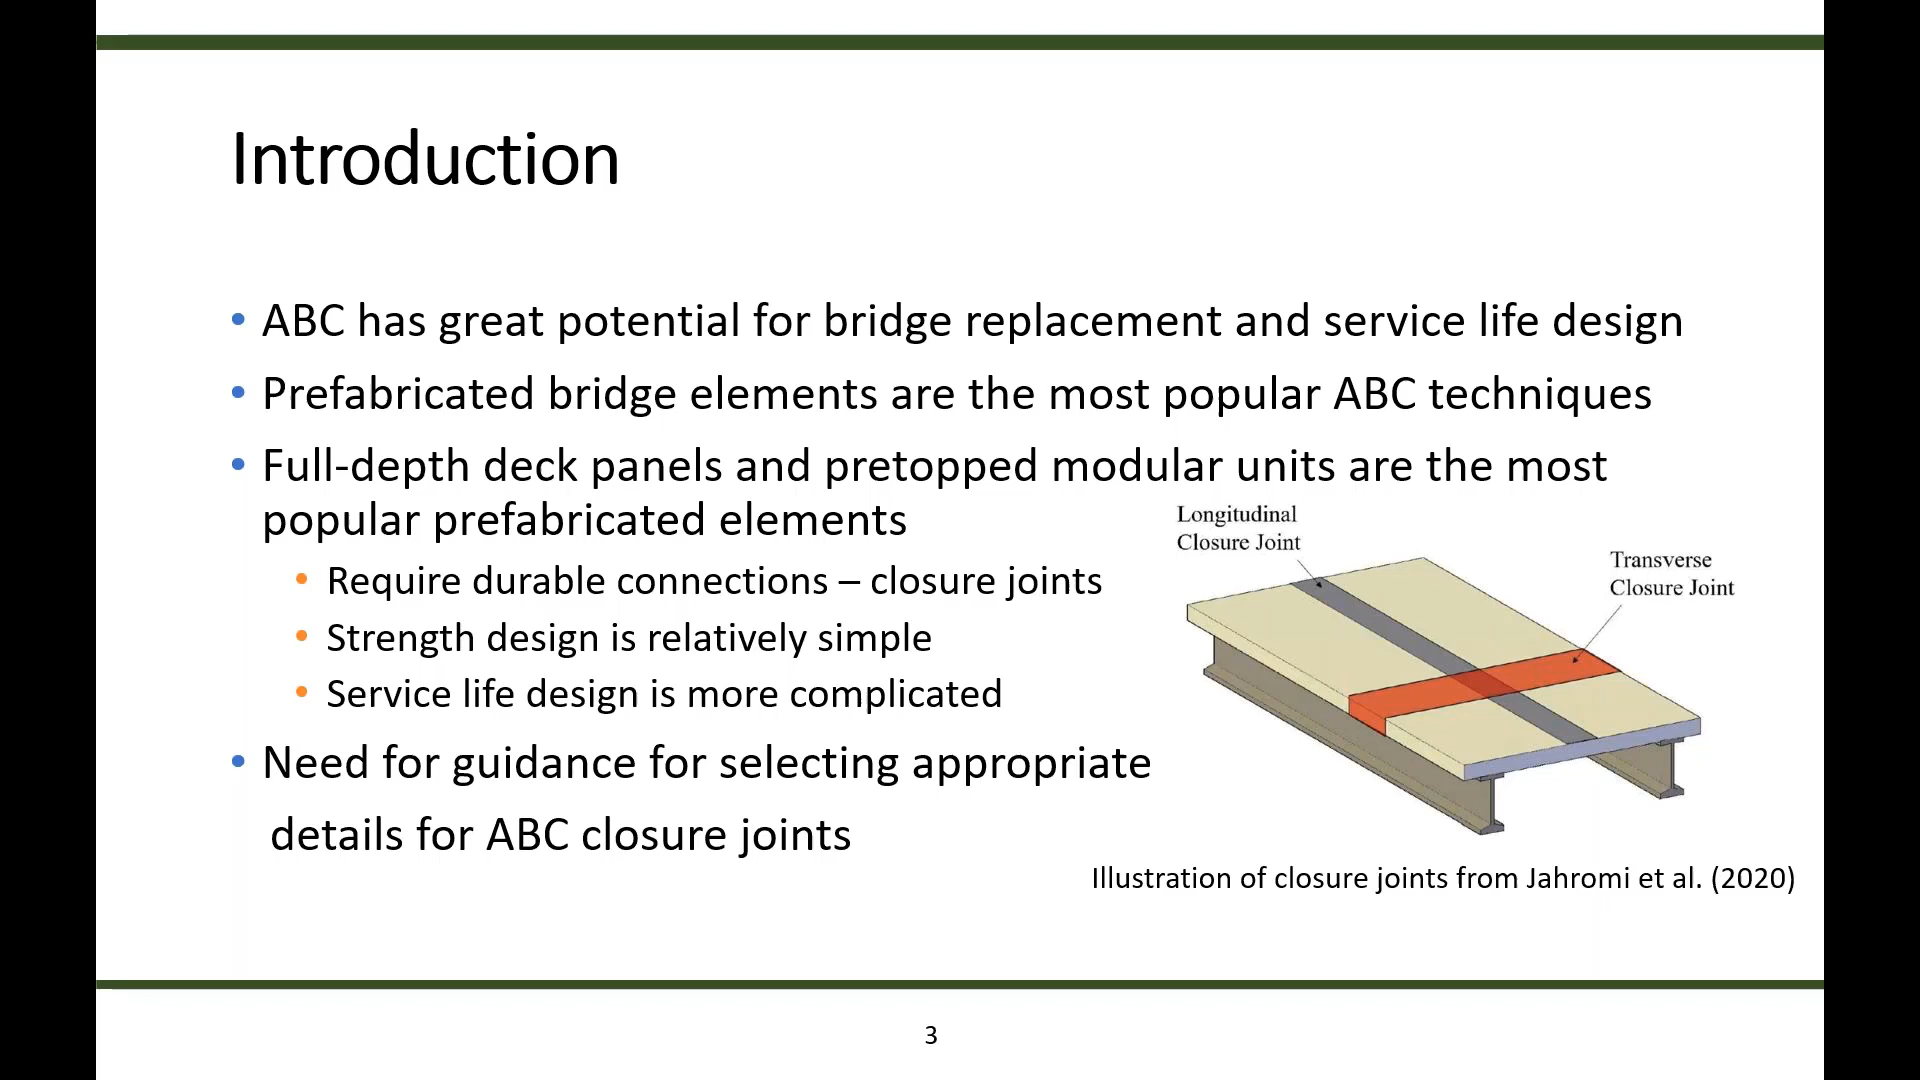 Introduction
• ABC has great potential for bridge replacement and service life design
• Prefabricated bridge elements are the most popular ABC techniques
• Full-depth deck panels and pretopped modular units are the most
popular prefabricated elements
• Require durable connections – closure joints
• Strength design is relatively simple
• Service life design is more complicated
• Need for guidance for selecting appropriate
details for ABC closure joints
Longitudinal
Closure Joint
Transverse
Closure Joint
Illustration of closure joints from Jahromi et al. (2020)
3